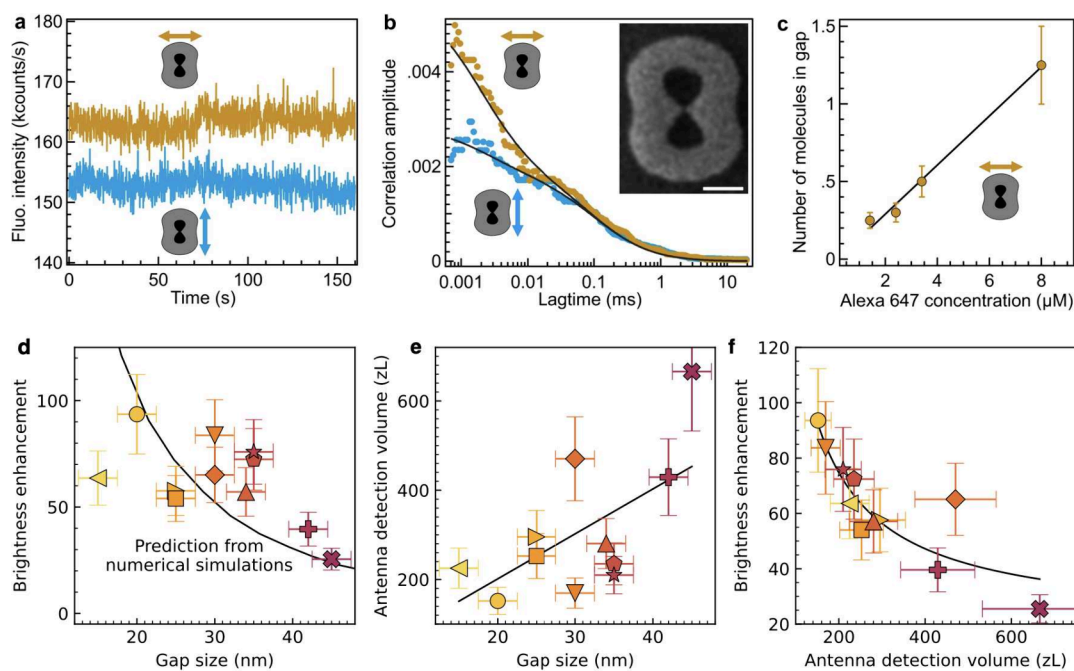 a
Fluo. intensity (kcounts/s)
180
170
160
150
140
0
50
100
150
Time (s)
b
Correlation amplitude
.004
.002
0
0.001
0.01
0.1
1
10
Lagtime (ms)
c
Number of molecules in gap
1.5
1
.5
0
2
4
6
8
Alexa 647 concentration (µM)
d
Brightness enhancement
100
50
0
Prediction from
numerical simulations
20
30
40
Gap size (nm)
e
Antenna detection volume (zL)
600
400
200
20
30
40
Gap size (nm)
f
Brightness enhancement
120
100
80
60
40
20
200
400
600
Antenna detection volume (zL)